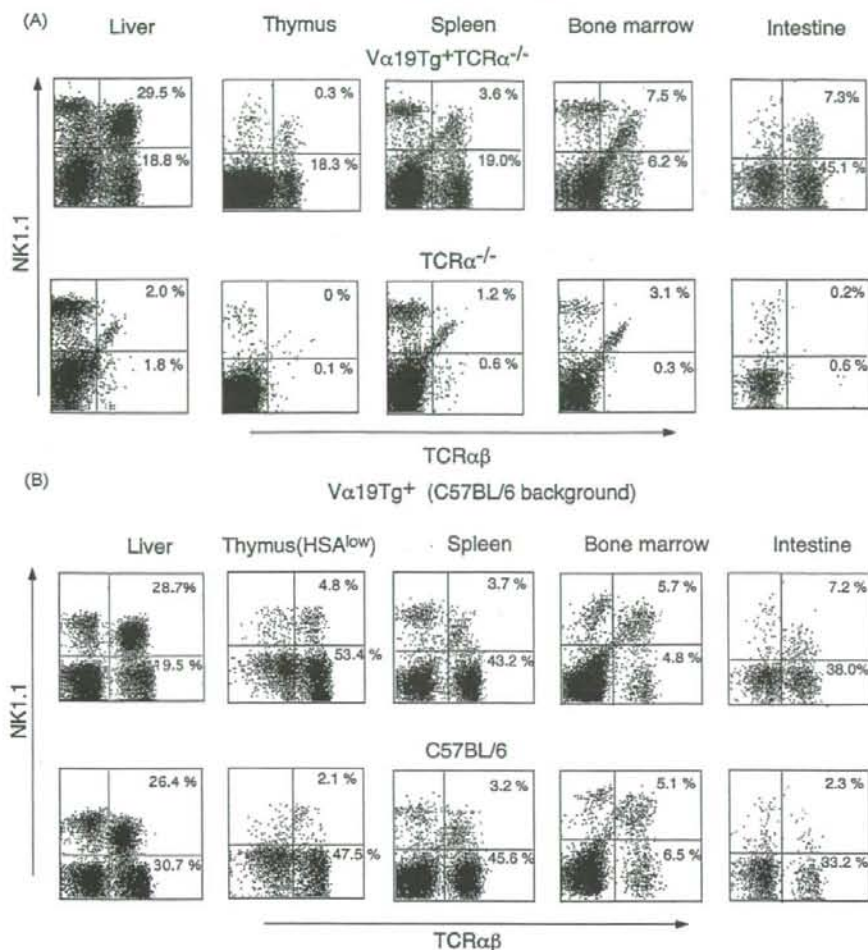 (A)
Liver Thymus Spleen Bone marrow Intestine
Vα19Tg⁺TCRα⁻/⁻
29.5 % 0.3 % 3.6 % 7.5 % 7.3%
18.8 % 18.3 % 19.0% 6.2 % 45.1 %
NK1.1
TCRα⁻/⁻
2.0 % 0 % 1.2 % 3.1 % 0.2%
1.8 % 0.1 % 0.6 % 0.3 % 0.6 %
TCRαβ
(B)
Vα19Tg⁺ (C57BL/6 background)
Liver Thymus(HSAˡᵒʷ) Spleen Bone marrow Intestine
28.7% 4.8 % 3.7 % 5.7 % 7.2 %
19.5 % 53.4 % 43.2 % 4.8 % 38.0%
NK1.1
C57BL/6
26.4 % 2.1 % 3.2 % 5.1 % 2.3 %
30.7 % 47.5 % 45.6% 6.5 % 33.2 %
TCRαβ